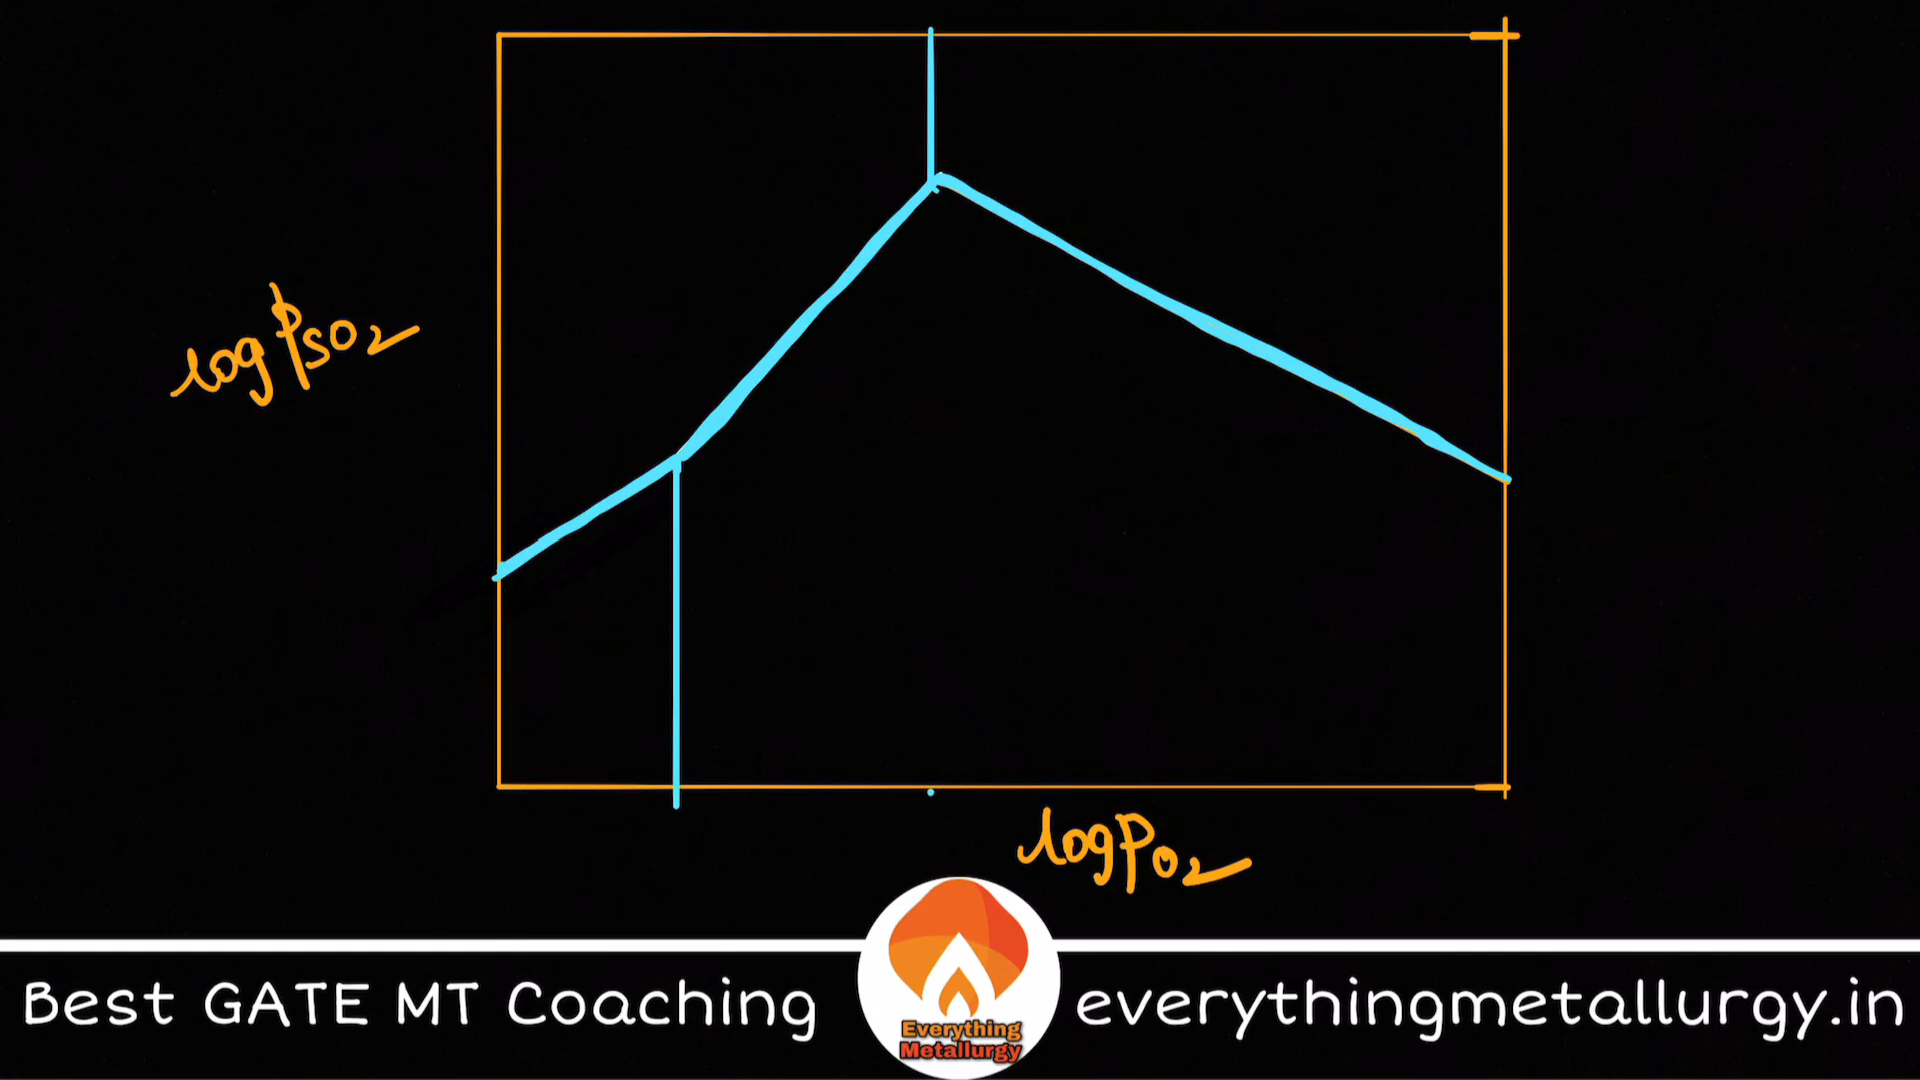 log pSO₂
log pO₂
Best GATE MT Coaching
everythingmetallurgy.in
Everything
Metallurgy